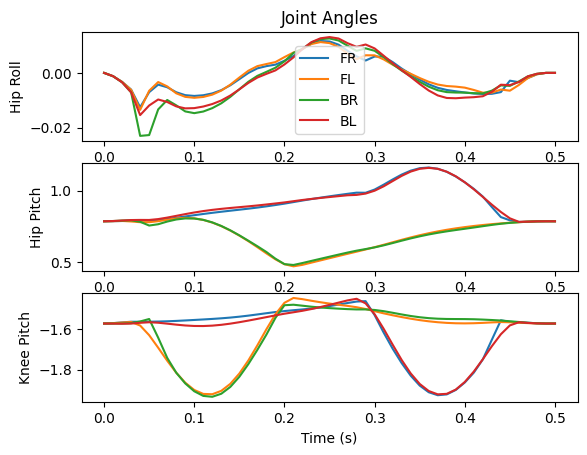 Joint Angles
Hip Roll
0.00
−0.02
FR
FL
BR
BL
0.0 0.1 0.2 0.3 0.4 0.5
Hip Pitch
1.0
0.5
0.0 0.1 0.2 0.3 0.4 0.5
Knee Pitch
−1.6
−1.8
0.0 0.1 0.2 0.3 0.4 0.5
Time (s)